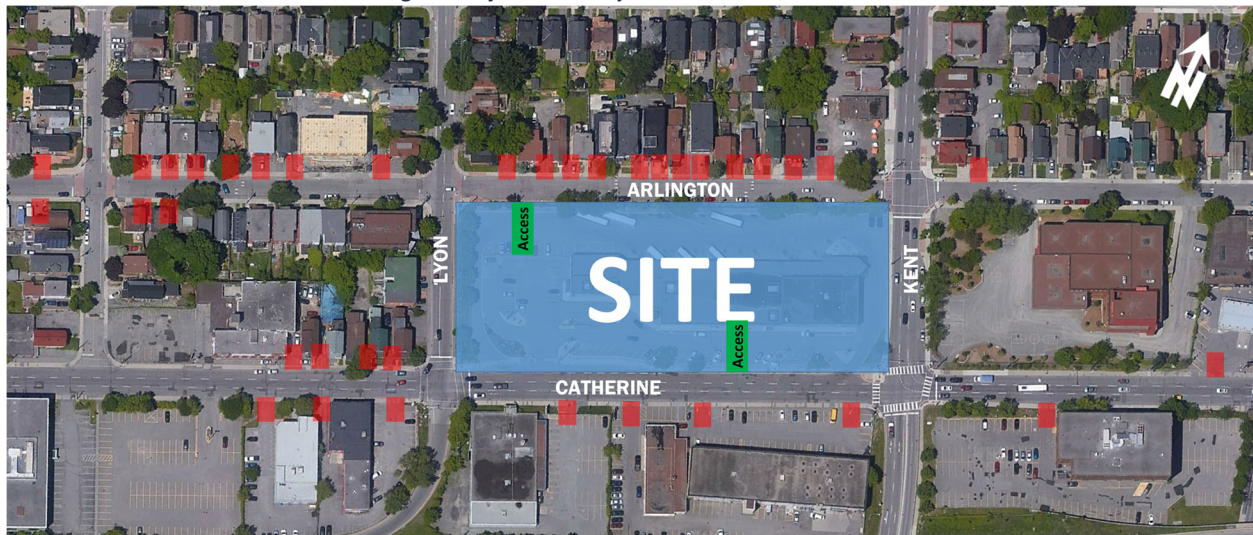 ARLINGTON
Access
LYON
SITE
KENT
Access
CATHERINE